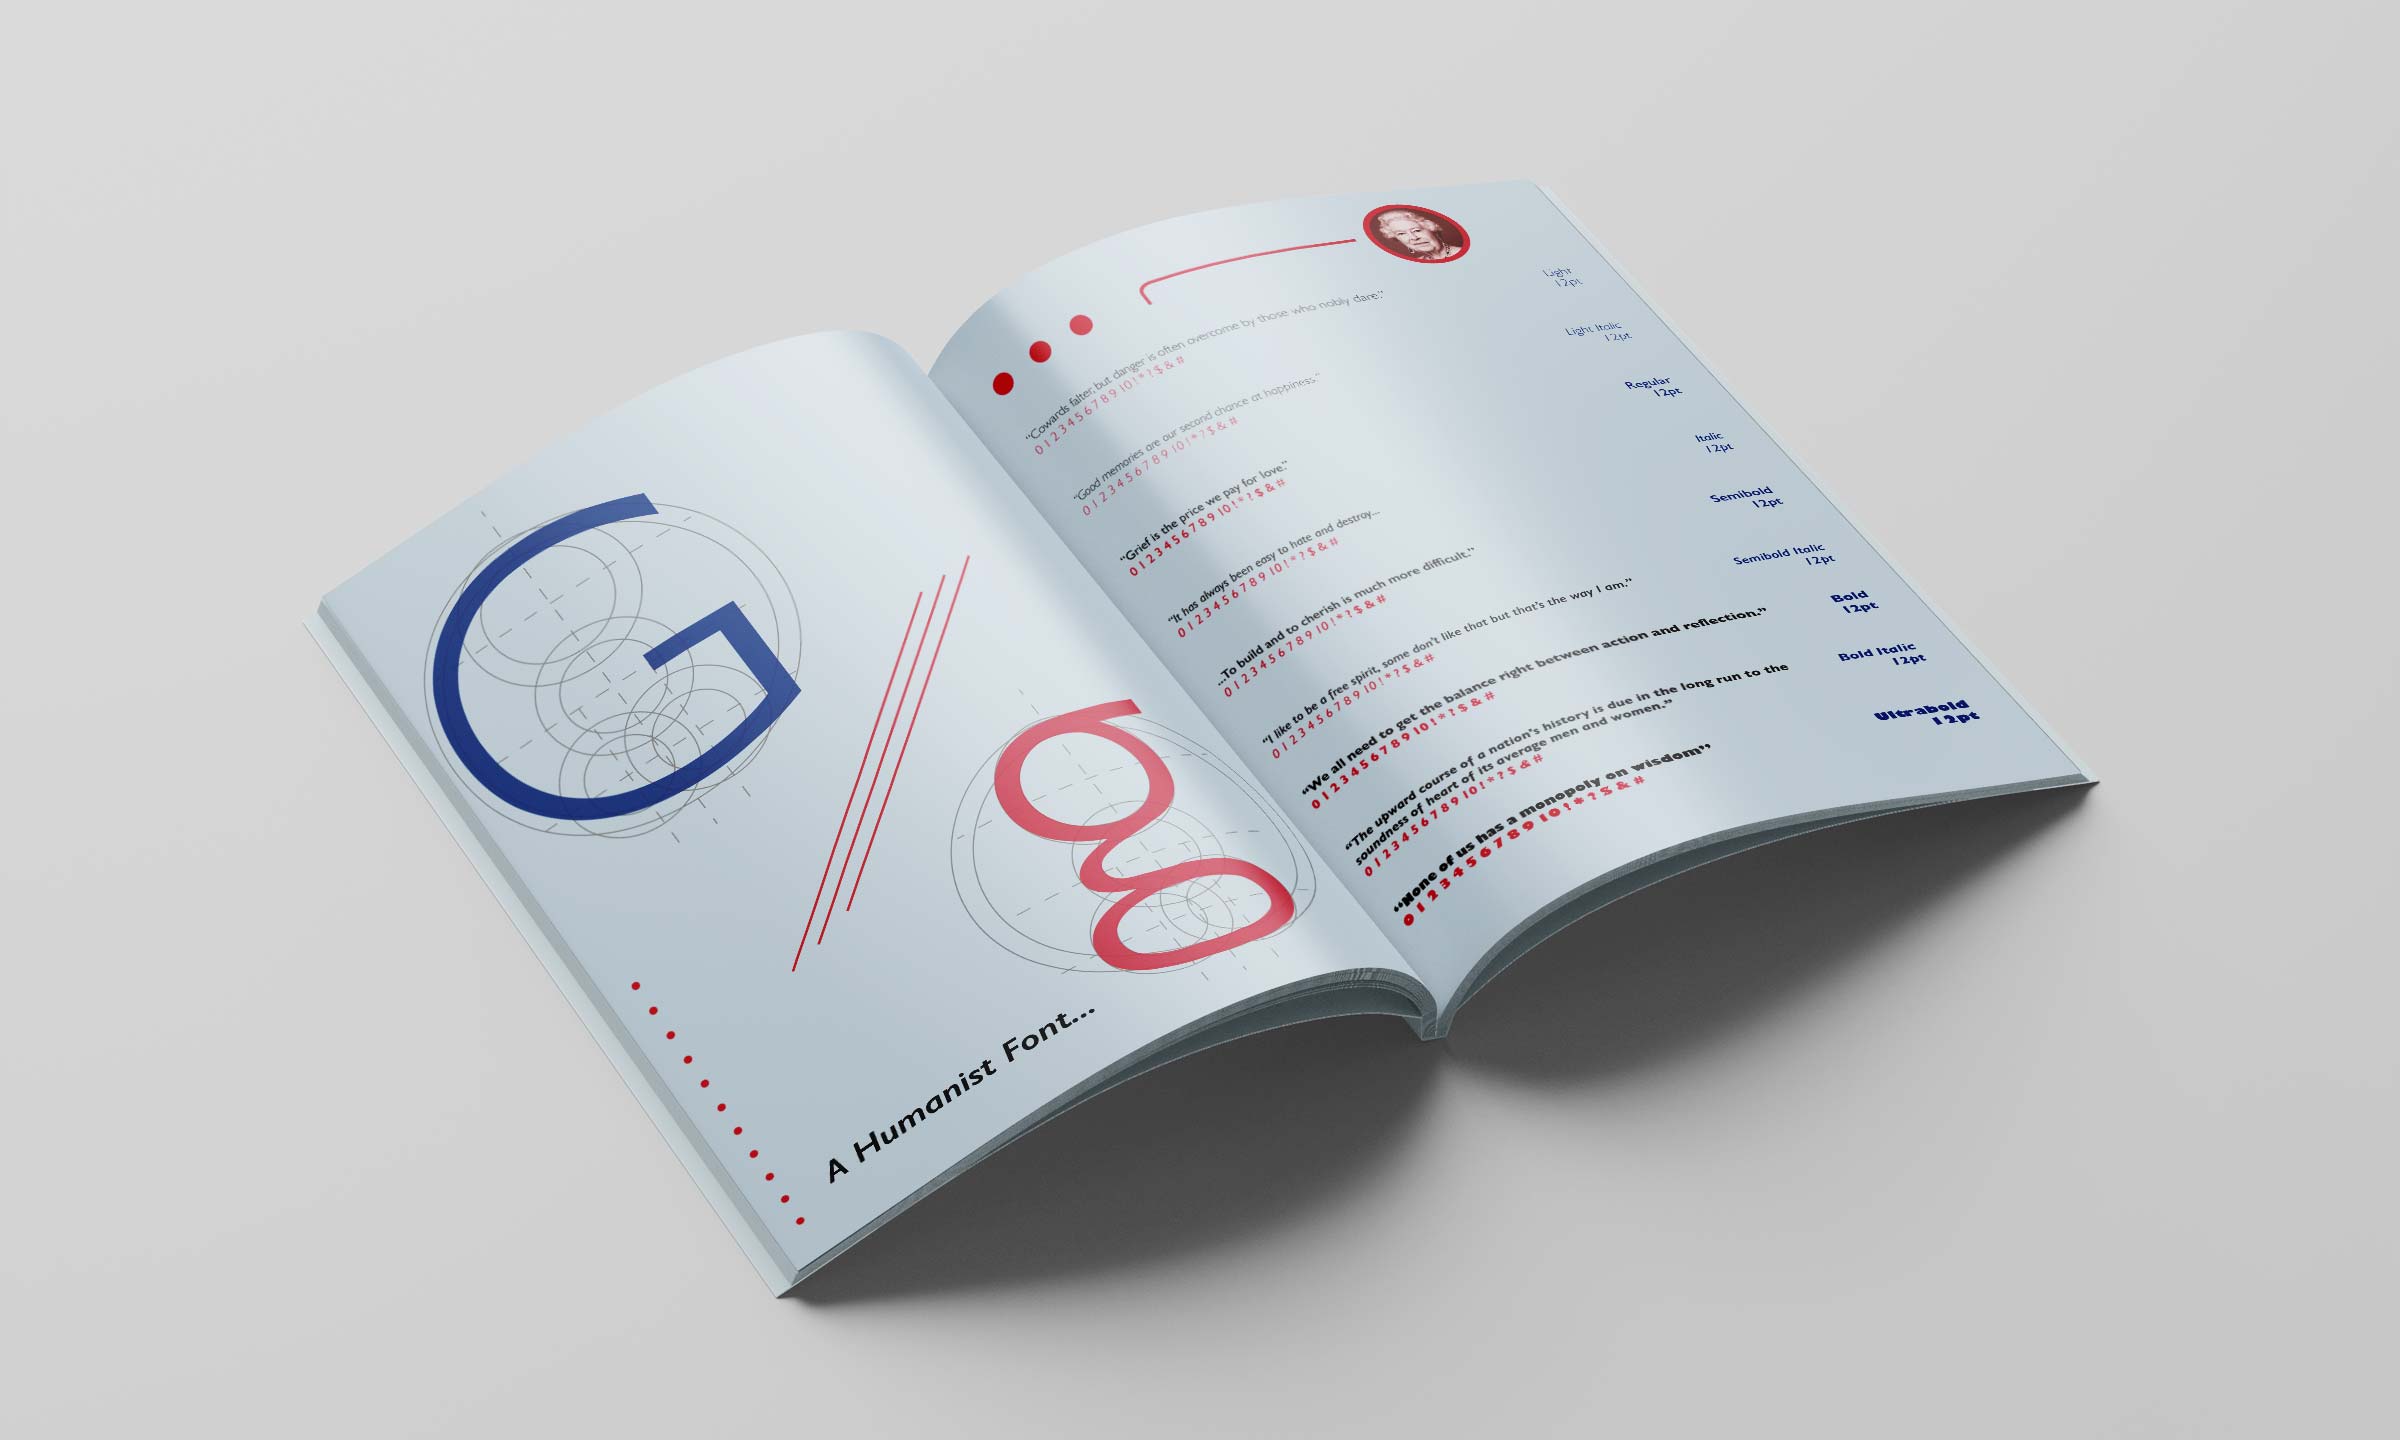 G
g
A Humanist Font...
“Cowards falter, but danger is often overcome by those who nobly dare.”
0 1 2 3 4 5 6 7 8 9 10 ! * ? $ & #
Light
12pt
“Good memories are our second chance at happiness.”
0 1 2 3 4 5 6 7 8 9 10 ! * ? $ & #
Light Italic
12pt
“Grief is the price we pay for love.”
0 1 2 3 4 5 6 7 8 9 10 ! * ? $ & #
Regular
12pt
“It has always been easy to hate and destroy...
0 1 2 3 4 5 6 7 8 9 10 ! * ? $ & #
Italic
12pt
...To build and to cherish is much more difficult.”
0 1 2 3 4 5 6 7 8 9 10 ! * ? $ & #
Semibold
12pt
“I like to be a free spirit, some don’t like that but that’s the way I am.”
0 1 2 3 4 5 6 7 8 9 10 ! * ? $ & #
Semibold Italic
12pt
“We all need to get the balance right between action and reflection.”
0 1 2 3 4 5 6 7 8 9 10 ! * ? $ & #
Bold
12pt
“The upward course of a nation’s history is due in the long run to the
soundness of heart of its average men and women.”
0 1 2 3 4 5 6 7 8 9 10 ! * ? $ & #
Bold Italic
12pt
“None of us has a monopoly on wisdom”
0 1 2 3 4 5 6 7 8 9 10 ! * ? $ & #
Ultrabold
12pt